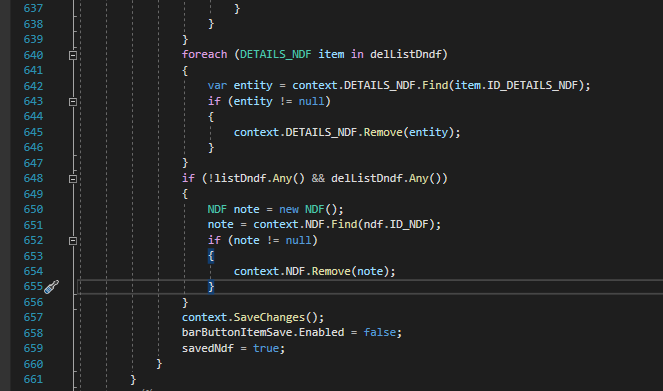 637 }
638 }
639 }
640 foreach (DETAILS_NDF item in delListDndf)
641 {
642 var entity = context.DETAILS_NDF.Find(item.ID_DETAILS_NDF);
643 if (entity != null)
644 {
645 context.DETAILS_NDF.Remove(entity);
646 }
647 }
648 if (!listDndf.Any() && delListDndf.Any())
649 {
650 NDF note = new NDF();
651 note = context.NDF.Find(ndf.ID_NDF);
652 if (note != null)
653 {
654 context.NDF.Remove(note);
655 }
656 }
657 context.SaveChanges();
658 barButtonItemSave.Enabled = false;
659 savedNdf = true;
660 }
661 }